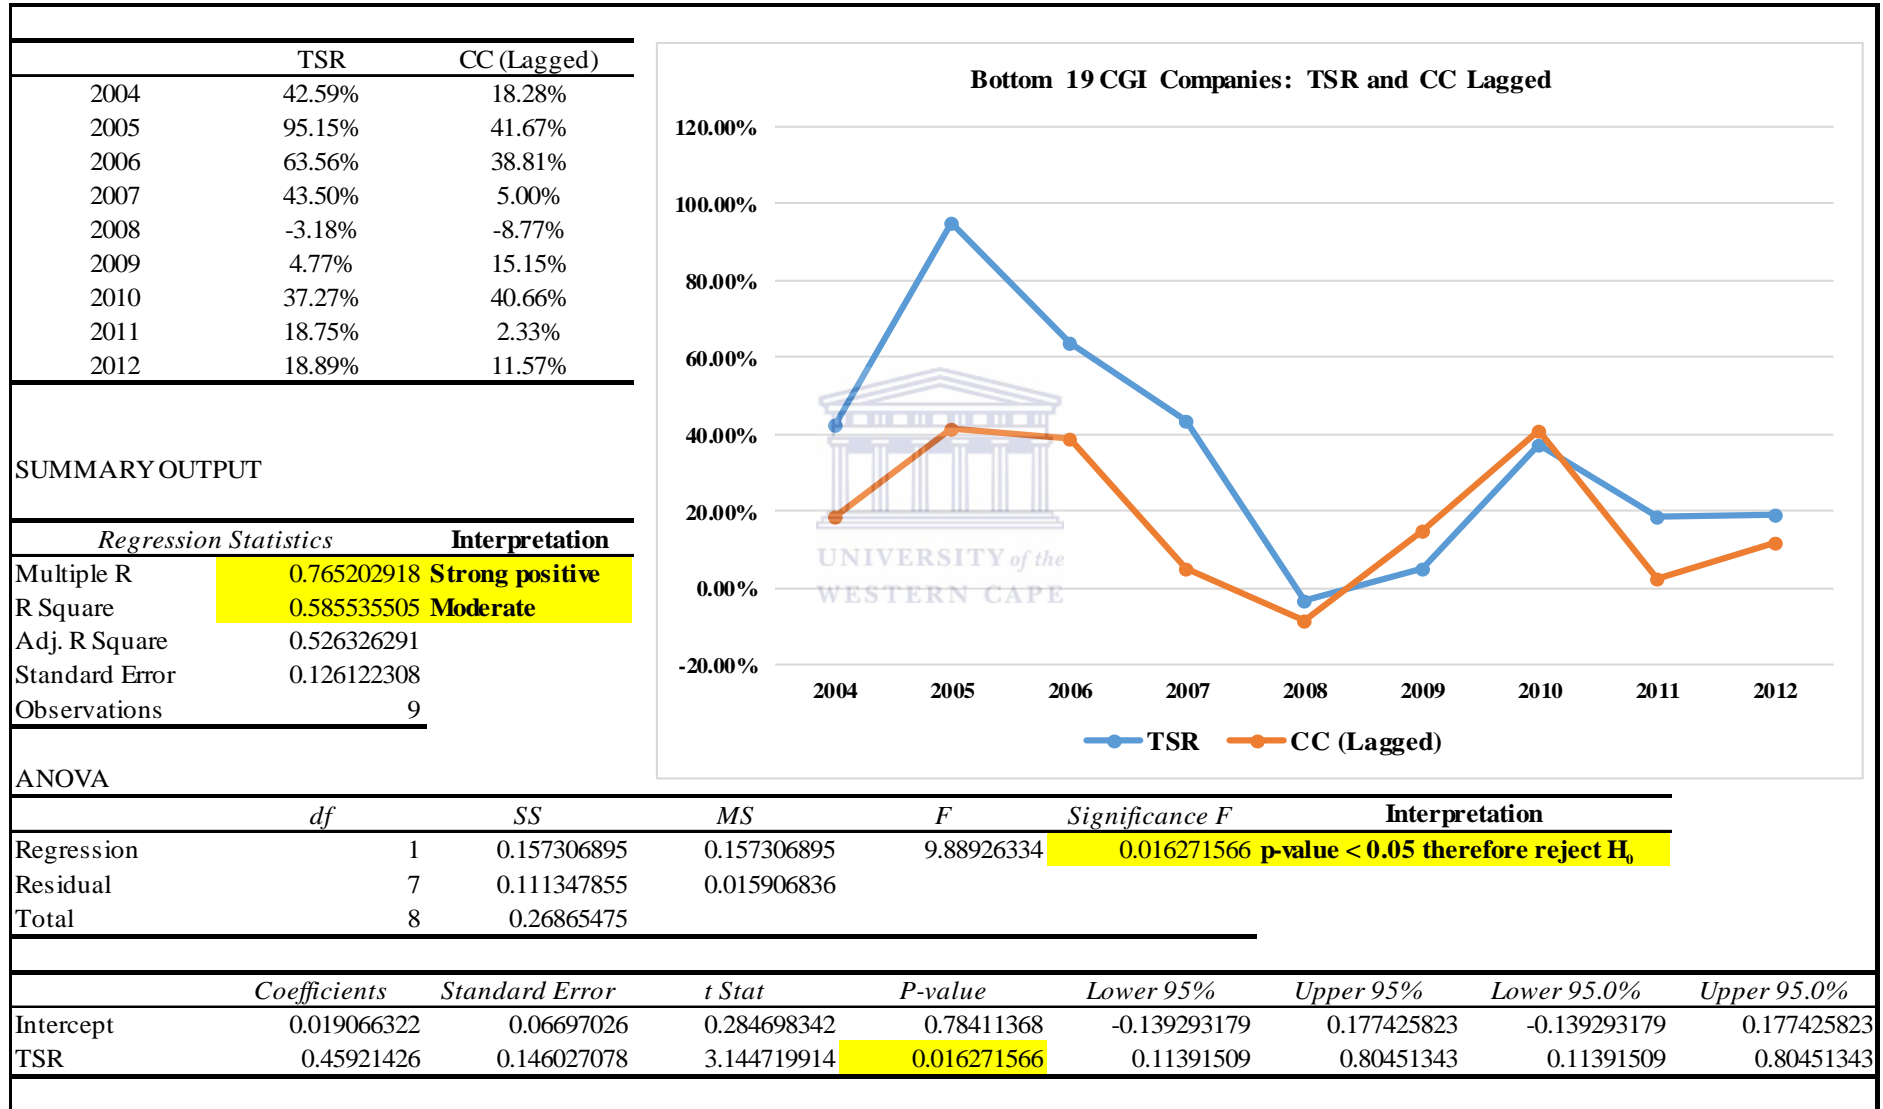 TSR CC (Lagged)
2004 42.59% 18.28%
2005 95.15% 41.67%
2006 63.56% 38.81%
2007 43.50% 5.00%
2008 -3.18% -8.77%
2009 4.77% 15.15%
2010 37.27% 40.66%
2011 18.75% 2.33%
2012 18.89% 11.57%
Bottom 19 CGI Companies: TSR and CC Lagged
120.00%
100.00%
80.00%
60.00%
40.00%
20.00%
0.00%
-20.00%
2004 2005 2006 2007 2008 2009 2010 2011 2012
TSR CC (Lagged)
UNIVERSITY of the
WESTERN CAPE
SUMMARY OUTPUT
Regression Statistics Interpretation
Multiple R 0.765202918 Strong positive
R Square 0.585535505 Moderate
Adj. R Square 0.526326291
Standard Error 0.126122308
Observations 9
ANOVA
df SS MS F Significance F Interpretation
Regression 1 0.157306895 0.157306895 9.88926334 0.016271566 p-value < 0.05 therefore reject H₀
Residual 7 0.111347855 0.015906836
Total 8 0.26865475
Coefficients Standard Error t Stat P-value Lower 95% Upper 95% Lower 95.0% Upper 95.0%
Intercept 0.019066322 0.06697026 0.284698342 0.78411368 -0.139293179 0.177425823 -0.139293179 0.177425823
TSR 0.45921426 0.146027078 3.144719914 0.016271566 0.11391509 0.80451343 0.11391509 0.80451343